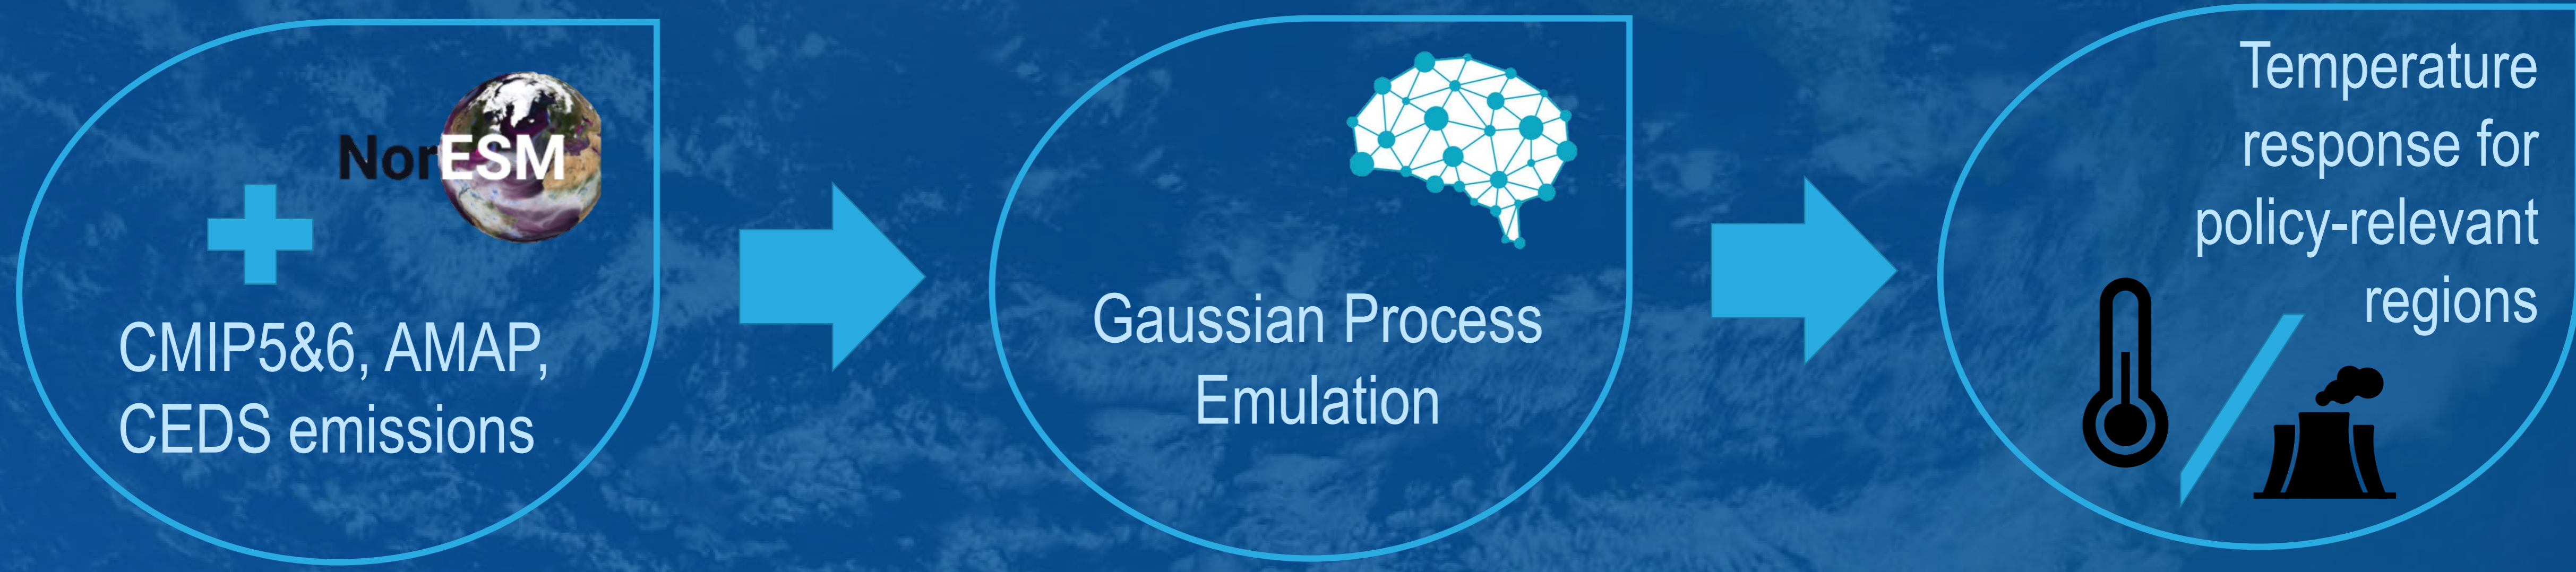 NorESM
CMIP5&6, AMAP,
CEDS emissions
Gaussian Process
Emulation
Temperature
response for
policy-relevant
regions